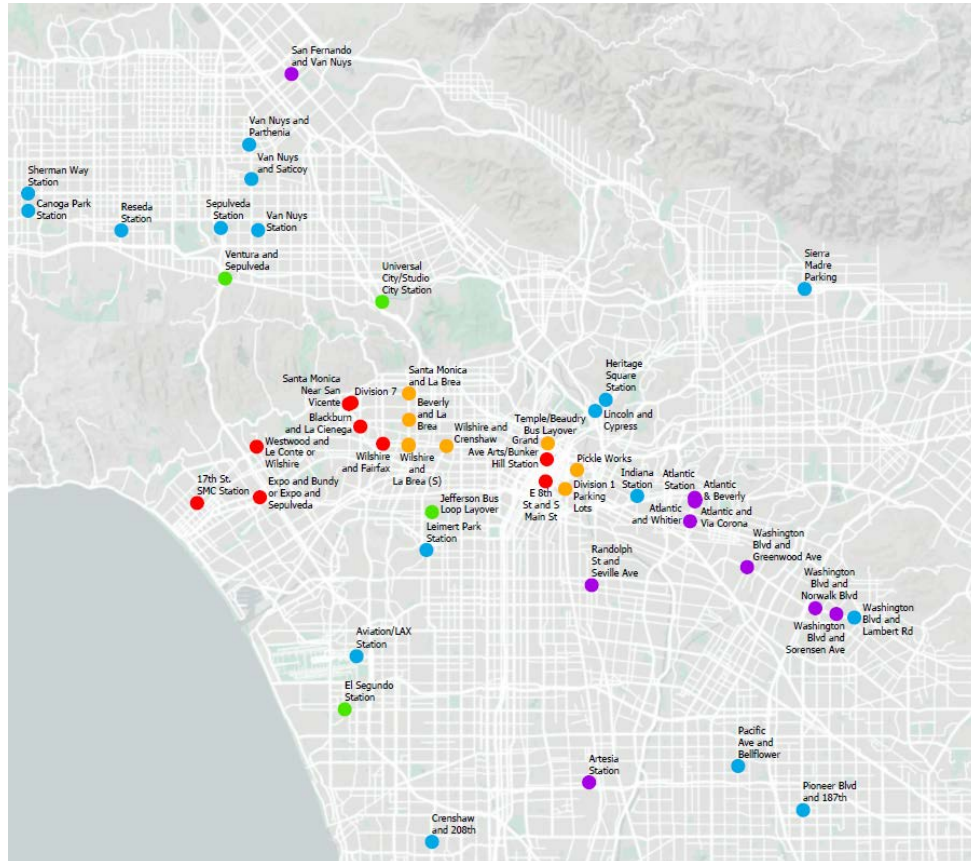 San Fernando
and Van Nuys
Van Nuys and
Parthenia
Van Nuys
and Saticoy
Sherman Way
Station
Canoga Park
Station
Reseda
Station
Sepulveda
Station
Van Nuys
Station
Ventura and
Sepulveda
Universal
City/Studio
City Station
Sierra
Madre
Parking
Heritage
Square
Station
Lincoln and
Cypress
Santa Monica
and La Brea
Santa Monica
Near San
Vicente
Division 7
Blackburn
and La Cienega
Beverly
and La
Brea
Wilshire and
Crenshaw
Temple/Beaudry
Bus Layover
Grand
Ave Arts/Bunker
Hill Station
Westwood and
Le Conte or
Wilshire
Wilshire
and Fairfax
Wilshire
and
La Brea (S)
Pickle Works
17th St.
SMC Station
Expo and Bundy
or Expo and
Sepulveda
Jefferson Bus
Loop Layover
E 8th
St and S
Main St
Division 1
Parking
Lots
Indiana
Station
Atlantic
Station
Atlantic
& Beverly
Atlantic
and Whitier
Atlantic and
Via Corona
Leimert Park
Station
Randolph
St and
Seville Ave
Washington
Blvd and
Greenwood Ave
Washington
Blvd and
Norwalk Blvd
Washington
Blvd and
Sorensen Ave
Washington
Blvd and
Lambert Rd
Aviation/LAX
Station
El Segundo
Station
Artesia
Station
Pacific
Ave and
Bellflower
Pioneer Blvd
and 187th
Crenshaw
and 208th